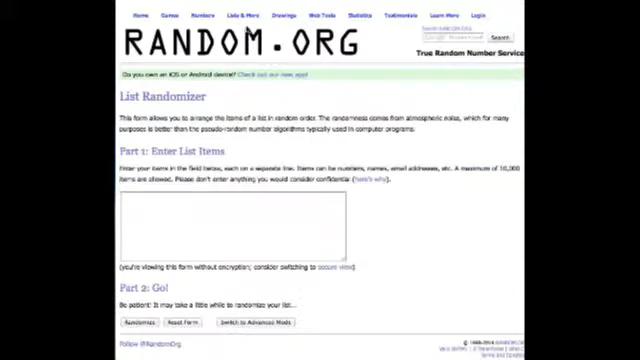 Home Games Numbers Lists & More Drawings Web Tools Statistics Testimonials Learn More Login
RANDOM.ORG
Search RANDOM.ORG
Search
True Random Number Service
Do you own an iOS or Android device? Check out our new app!
List Randomizer
This form allows you to arrange the items of a list in random order. The randomness comes from atmospheric noise, which for many
purposes is better than the pseudo-random number algorithms typically used in computer programs.
Part 1: Enter List Items
Enter your items in the field below, each on a separate line. Items can be numbers, names, email addresses, etc. A maximum of 10,000
items are allowed. Please don't enter anything you would consider confidential (here's why).
(you're viewing this form without encryption; consider switching to secure view)
Part 2: Go!
Be patient! It may take a little while to randomize your list...
Randomize Reset Form Switch to Advanced Mode
Follow @RandomOrg